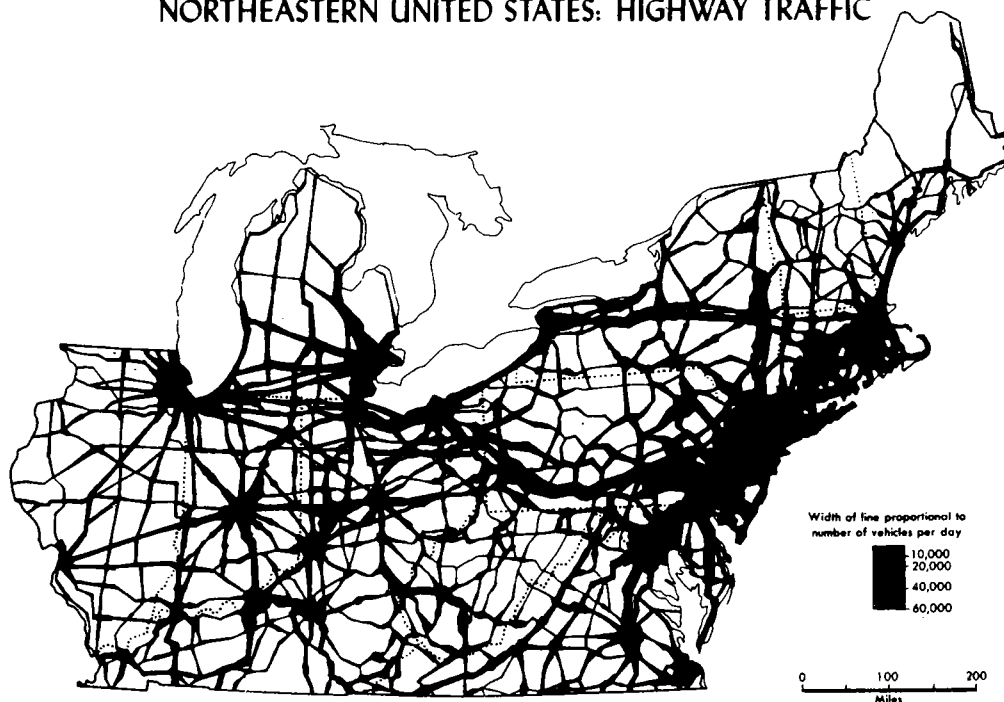 NORTHEASTERN UNITED STATES: HIGHWAY TRAFFIC
Width of line proportional to
number of vehicles per day
10,000
20,000
40,000
60,000
0 100 200
Miles